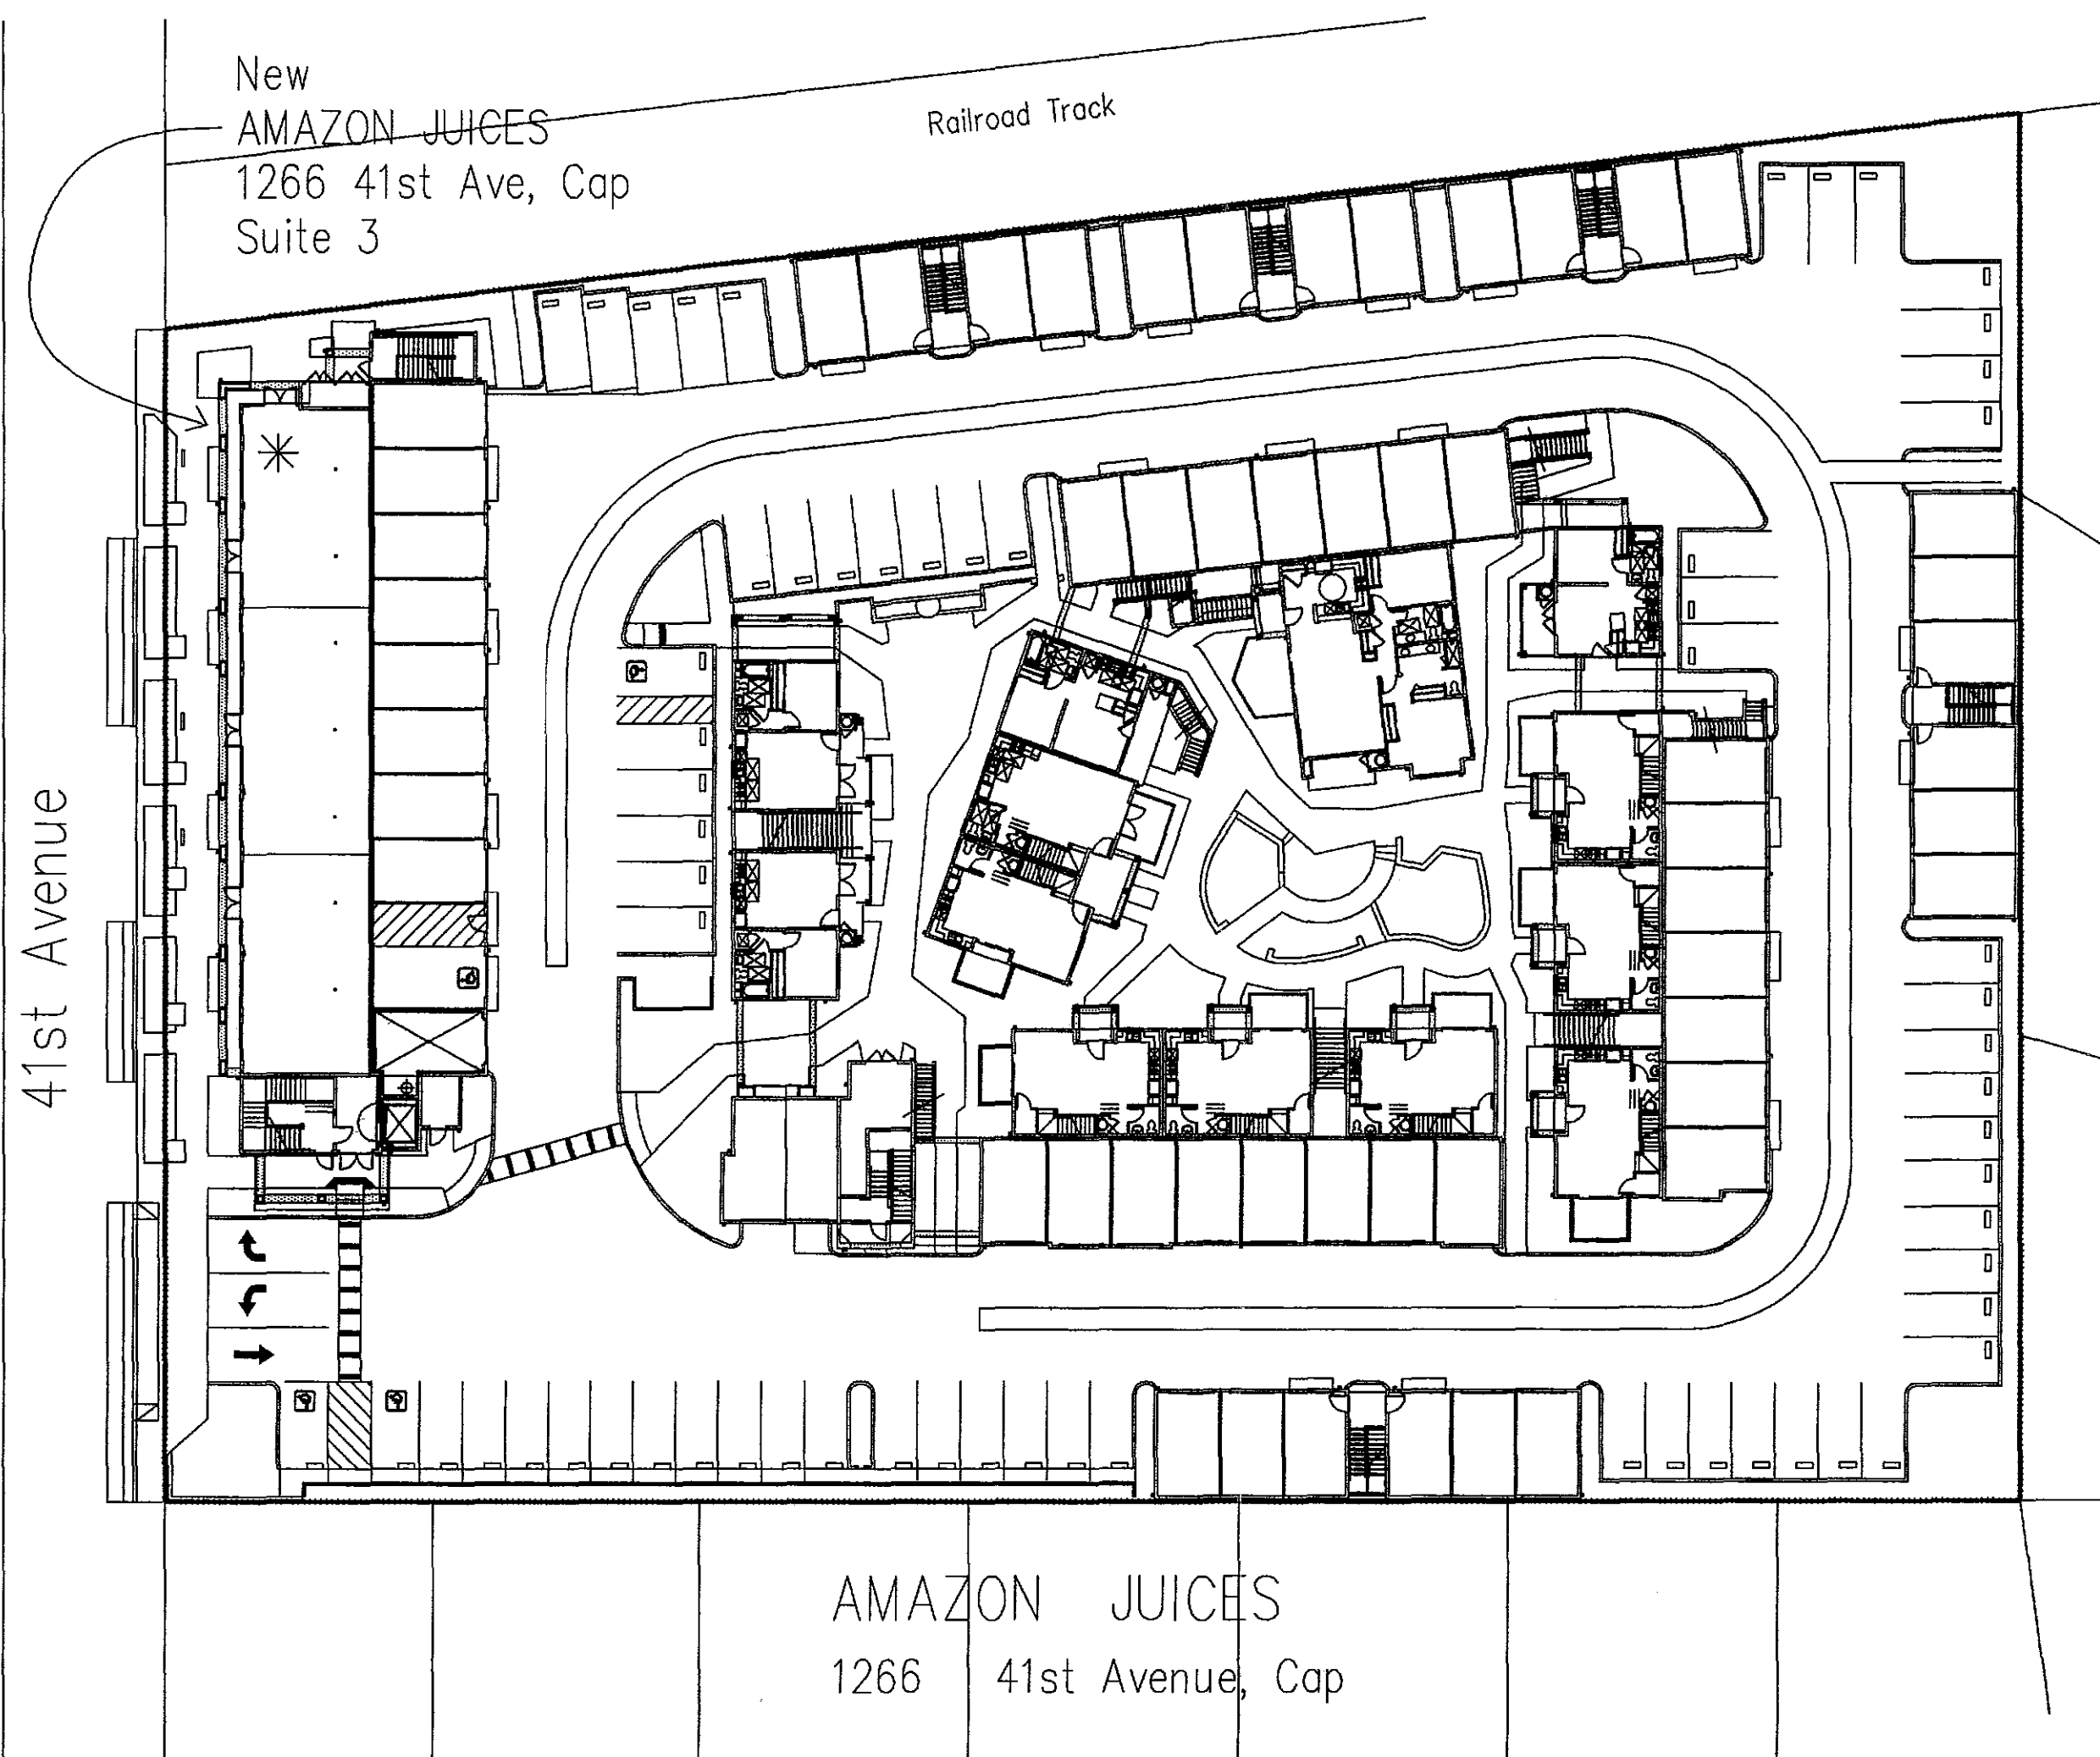 New
AMAZON JUICES
1266 41st Ave, Cap
Suite 3
Railroad Track
41st Avenue
AMAZON JUICES
1266 41st Avenue, Cap